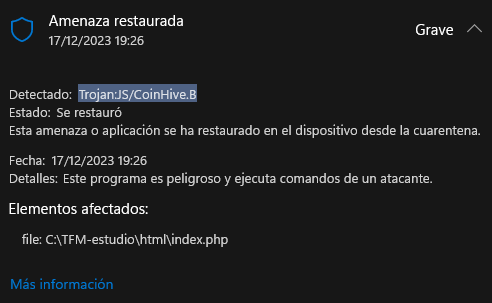 Amenaza restaurada
17/12/2023 19:26
Grave
Detectado: Trojan:JS/CoinHive.B
Estado: Se restauró
Esta amenaza o aplicación se ha restaurado en el dispositivo desde la cuarentena.
Fecha: 17/12/2023 19:26
Detalles: Este programa es peligroso y ejecuta comandos de un atacante.
Elementos afectados:
file: C:\TFM-estudio\html\index.php
Más información